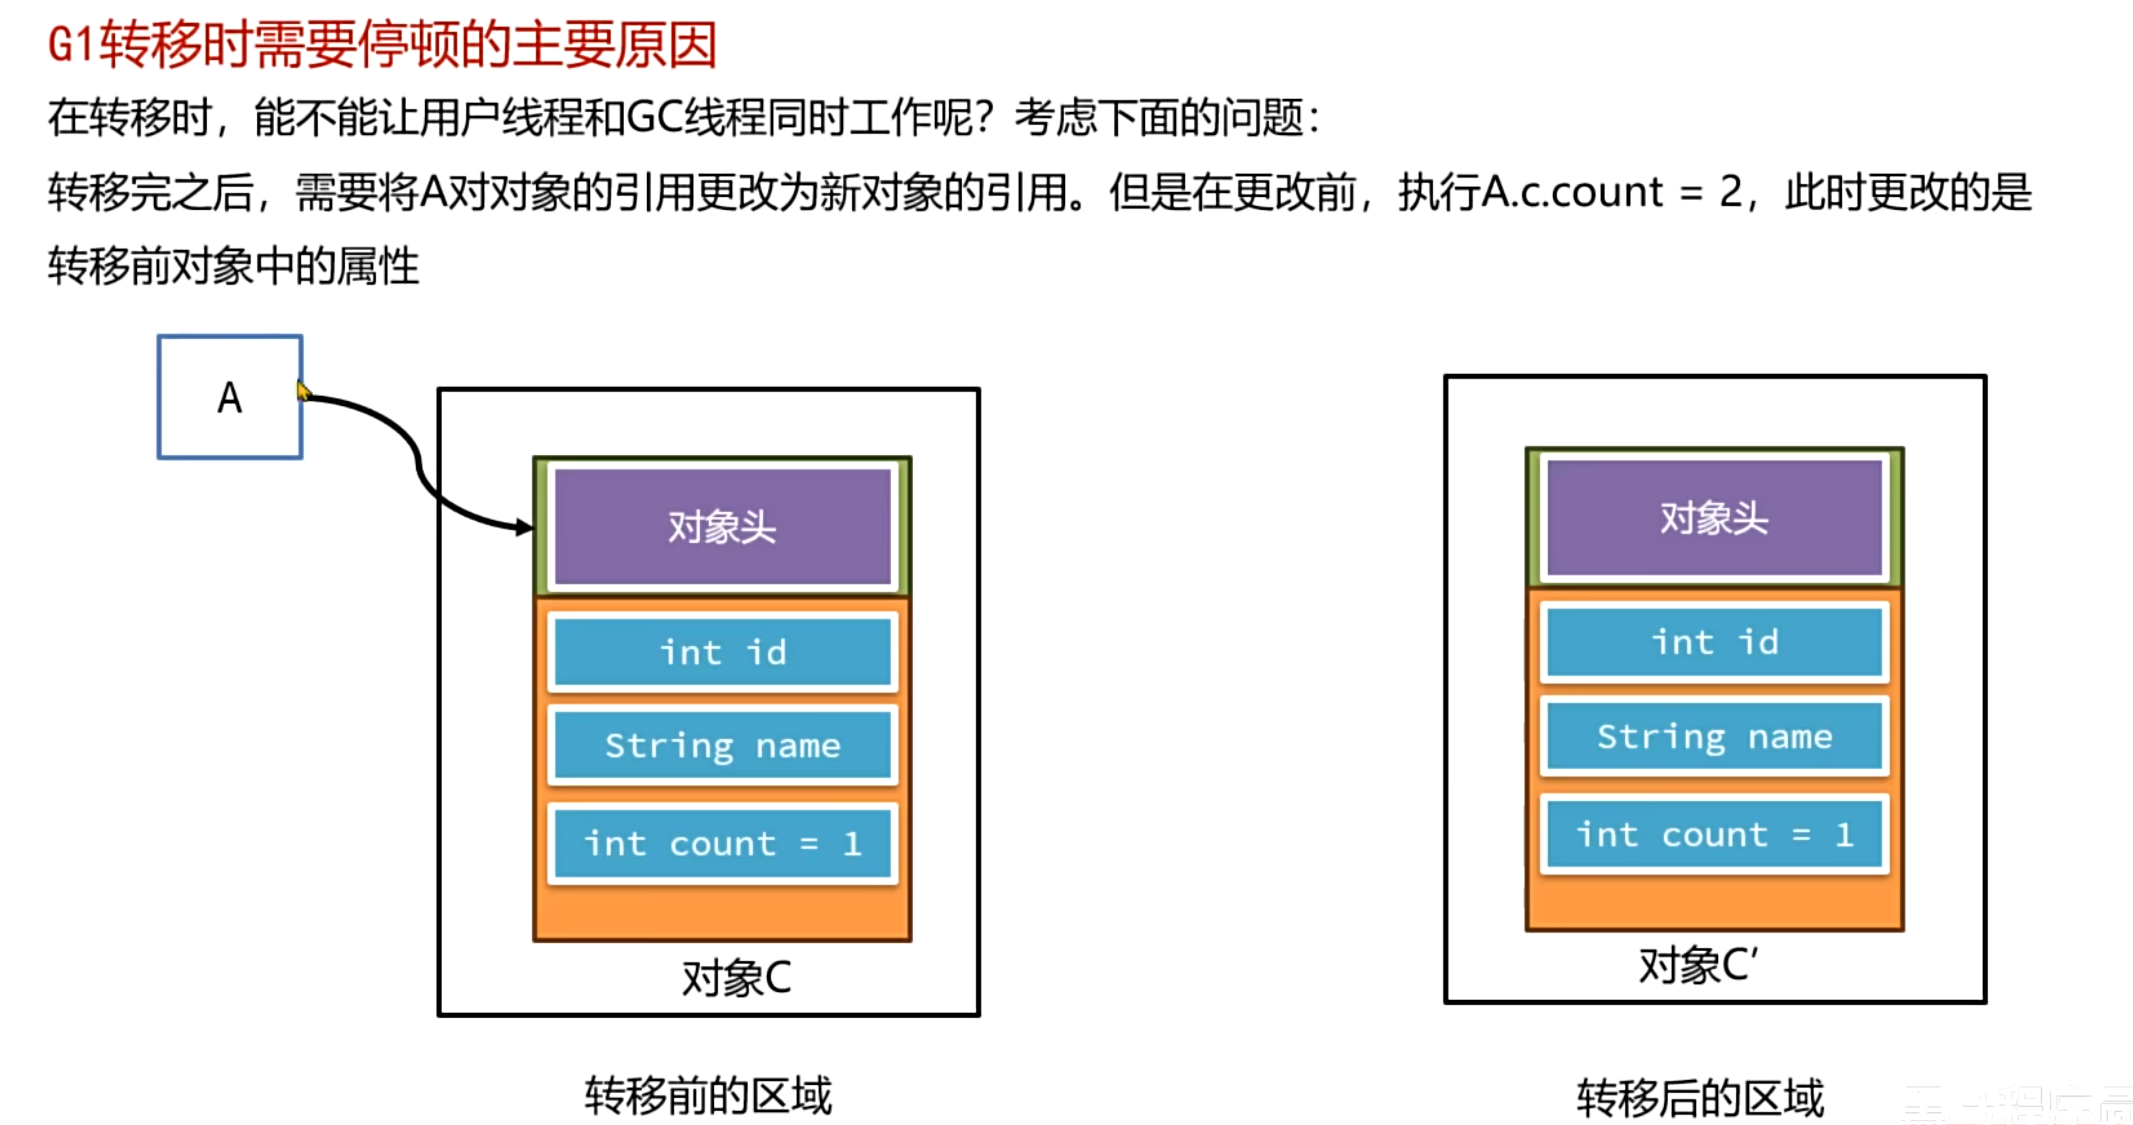 G1转移时需要停顿的主要原因
在转移时，能不能让用户线程和GC线程同时工作呢？考虑下面的问题：
转移完之后，需要将A对对象的引用更改为新对象的引用。但是在更改前，执行A.c.count = 2，此时更改的是
转移前对象中的属性
A
对象头
int id
String name
int count = 1
对象C
转移前的区域
对象头
int id
String name
int count = 1
对象C′
转移后的区域